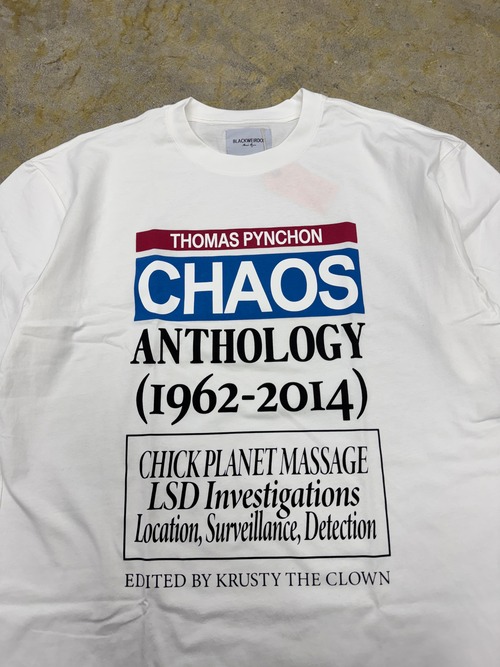 BLACKWEIRDO
THOMAS PYNCHON
CHAOS
ANTHOLOGY
(1962-2014)
CHICK PLANET MASSAGE
LSD Investigations
Location, Surveillance, Detection
EDITED BY KRUSTY THE CLOWN